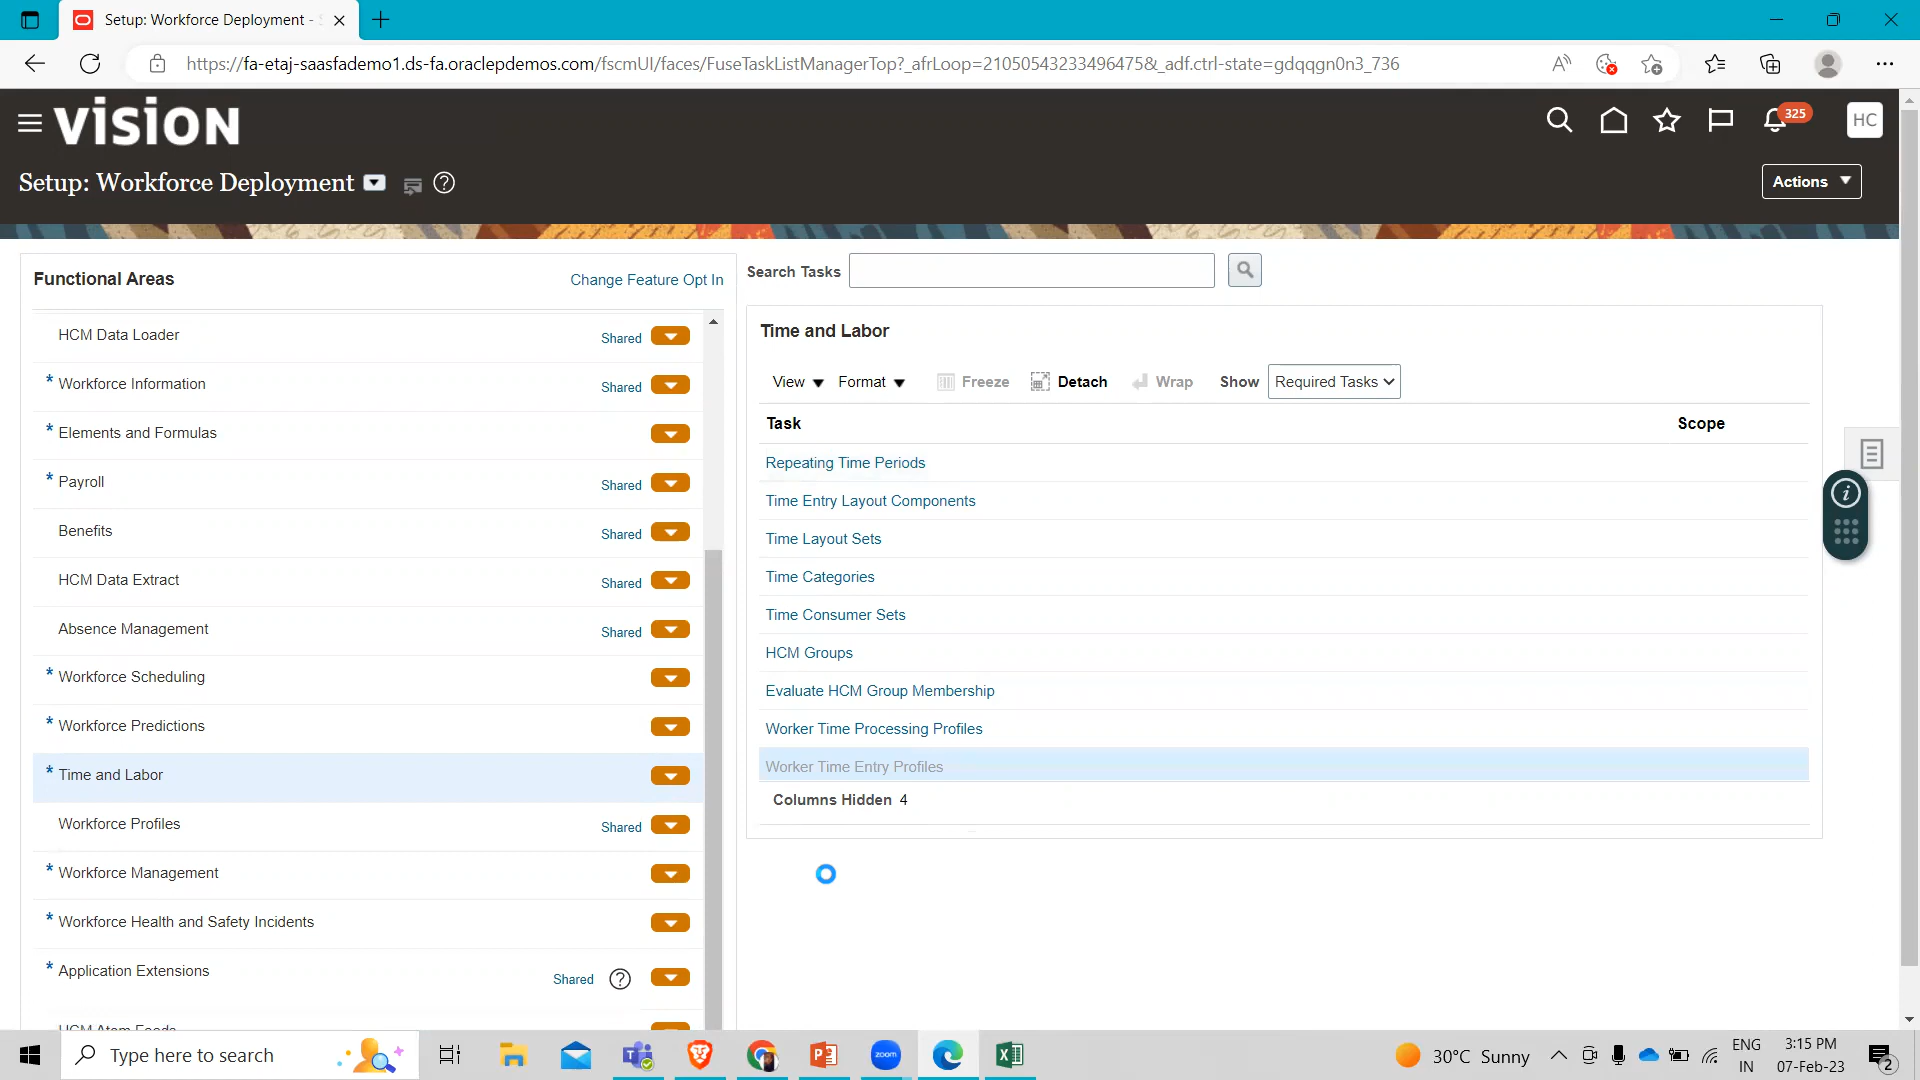 Setup: Workforce Deployment - S
https://fa-etaj-saasfademo1.ds-fa.oraclepdemos.com/fscmUI/faces/FuseTaskListManagerTop?_afrLoop=21050543233496475&_adf.ctrl-state=gdqqgn0n3_736
VISION
325
HC
Setup: Workforce Deployment
Actions
Functional Areas
Change Feature Opt In
HCM Data Loader
Shared
* Workforce Information
Shared
* Elements and Formulas
* Payroll
Shared
Benefits
Shared
HCM Data Extract
Shared
Absence Management
Shared
* Workforce Scheduling
* Workforce Predictions
* Time and Labor
Workforce Profiles
Shared
* Workforce Management
* Workforce Health and Safety Incidents
* Application Extensions
Shared
HCM Atom Feeds
Search Tasks
Time and Labor
View
Format
Freeze
Detach
Wrap
Show
Required Tasks
Task
Scope
Repeating Time Periods
Time Entry Layout Components
Time Layout Sets
Time Categories
Time Consumer Sets
HCM Groups
Evaluate HCM Group Membership
Worker Time Processing Profiles
Worker Time Entry Profiles
Columns Hidden 4
Type here to search
zoom
30°C Sunny
ENG
IN
3:15 PM
07-Feb-23
2